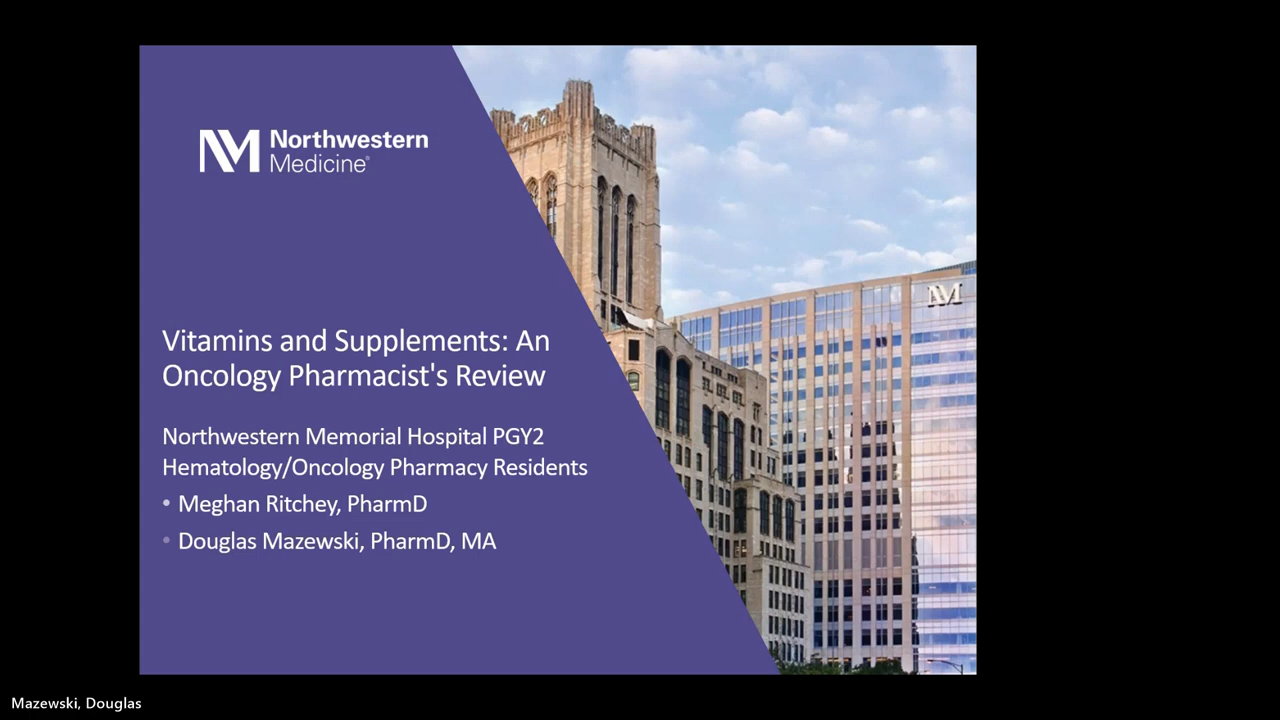 Northwestern
Medicine®
Vitamins and Supplements: An
Oncology Pharmacist's Review
Northwestern Memorial Hospital PGY2
Hematology/Oncology Pharmacy Residents
• Meghan Ritchey, PharmD
• Douglas Mazewski, PharmD, MA
NM
Mazewski, Douglas